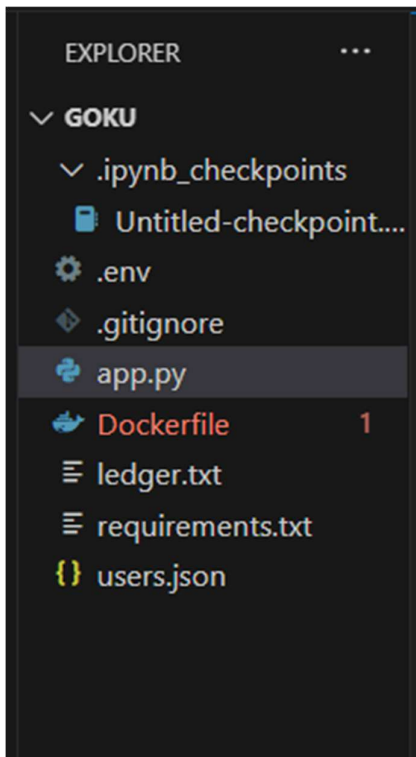 EXPLORER ...
GOKU
.ipynb_checkpoints
Untitled-checkpoint....
.env
.gitignore
app.py
Dockerfile 1
ledger.txt
requirements.txt
{} users.json